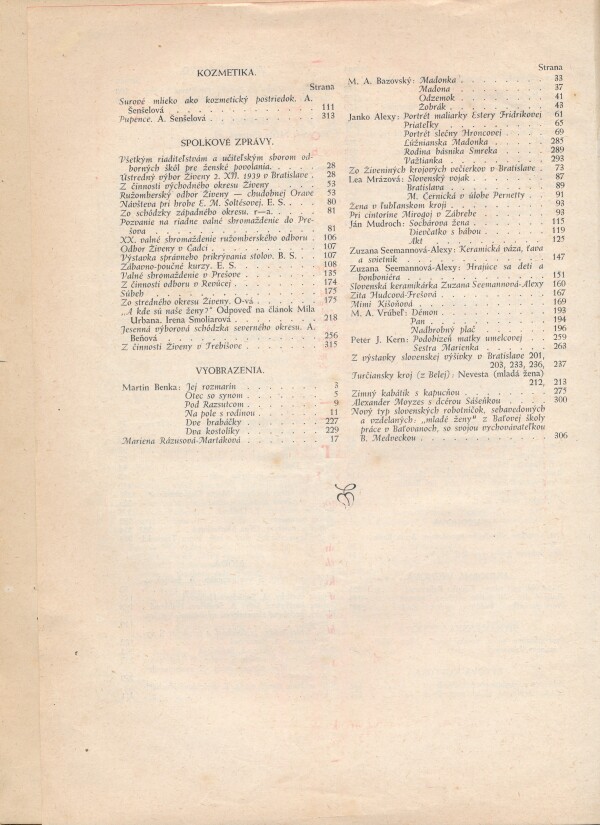 KOZMETIKA.
Strana
Surové mlieko ako kozmetický postriedok. A.
Šenšelová . . . . . . . . . . 111
Pupence. A. Šenšelová . . . . . . . 313
SPOLKOVÉ ZPRÁVY.
Všetkým riaditeľstvám a učiteľským sborom od-
borných škôl pre ženské povolania. . . . 28
Ústredný výbor Živeny 2. XII. 1939 v Bratislave . 28
Z činnosti východného okresu Živeny . . . 53
Ružomberský odbor Živeny — chudobnej Orave 53
Návšteva pri hrobe E. M. Šoltésovej. E. S. . . 80
Zo schôdzky západného okresu. r—a. . . . 81
Pozvanie na riadne valné shromaždenie do Pre-
šova . . . . . . . . . . . 81
XX. valné shromaždenie ružomberského odboru . 106
Odbor Živeny v Čadci . . . . . . . 107
Výstavka správneho prikrývania stolov. B. S. . 107
Zábavno-poučné kurzy. E. S. . . . . . 108
Valné shromaždenie v Prešove . . . . . 135
Z činnosti odboru v Revúcej . . . . . 174
Súbeh . . . . . . . . . . . 175
Zo stredného okresu Živeny. O-vá . . . . 175
„A kde sú naše ženy?" Odpoveď na článok Mila
Urbana. Irena Smoliarová . . . . . . 218
Jesenná výborová schôdzka severného okresu. A.
Beňová . . . . . . . . . . 256
Z činnosti Živeny v Trebišove . . . . . 315
VYOBRAZENIA.
Martin Benka: Jej rozmarín . . . . . 3
Otec so synom . . . . . 5
Pod Razsutcom . . . . . 9
Na pole s rodinou . . . . 11
Dve hrabáčky . . . . . 227
Dva kostolíky . . . . . 229
Mariena Rázusová-Martáková . . . . . 17
Strana
M. A. Bazovský: Madonka . . . . . . 33
Madona . . . . . . 37
Odzemok . . . . . . 41
Žobrák . . . . . . 43
Janko Alexy: Portrét maliarky Estery Fridrikovej 61
Priateľky . . . . . . . 65
Portrét slečny Hroncovej . . . . 69
Lúžnianska Madonka . . . . . 285
Rodina básnika Smreka . . . . 289
Važtianka . . . . . . . 293
Zo Živeniných krojových večierkov v Bratislave . 73
Lea Mrázová: Slovenský vojak . . . . . 87
Bratislava . . . . . . . 89
M. Černická v úlohe Pernetty . . 91
Žena v ľubľanskom kroji . . . . . . 93
Pri cintoríne Mirogoj v Záhrebe . . . . 93
Ján Mudroch: Sochárova žena . . . . . 115
Dievčatko s bábou . . . . 119
Akt . . . . . . . 125
Zuzana Seemannová-Alexy: Keramická váza, ťava
a svietnik . . . . . . . . . 147
Zuzana Seemannová-Alexy: Hrajúce sa deti a
bonboniéra . . . . . . . . . 151
Slovenská keramikárka Zuzana Seemannová-Alexy 160
Zita Hudcová-Frešová . . . . . . . 167
Mimi Kišoňová . . . . . . . . 169
M. A. Vrúbeľ: Démon . . . . . . . 193
Pan . . . . . . . . 194
Nadhrobný plač . . . . . 196
Peter J. Kern: Podobizeň matky umelcovej . . 259
Sestra Marienka . . . . . 263
Z výstavky slovenskej výšivky v Bratislave 201,
203, 233, 236, 237
Turčiansky kroj (z Belej): Nevesta (mladá žena)
212, 213
Zimný kabátik s kapucňou . . . . . . 275
Alexander Moyzes s dcérou Sášeňkou . . . 300
Nový typ slovenských robotničok, sebavedomých
a vzdelaných: „mladé ženy" z Baťovej školy
práce v Baťovanoch, so svojou vychovávateľkou
B. Medveckou . . . . . . . . 306